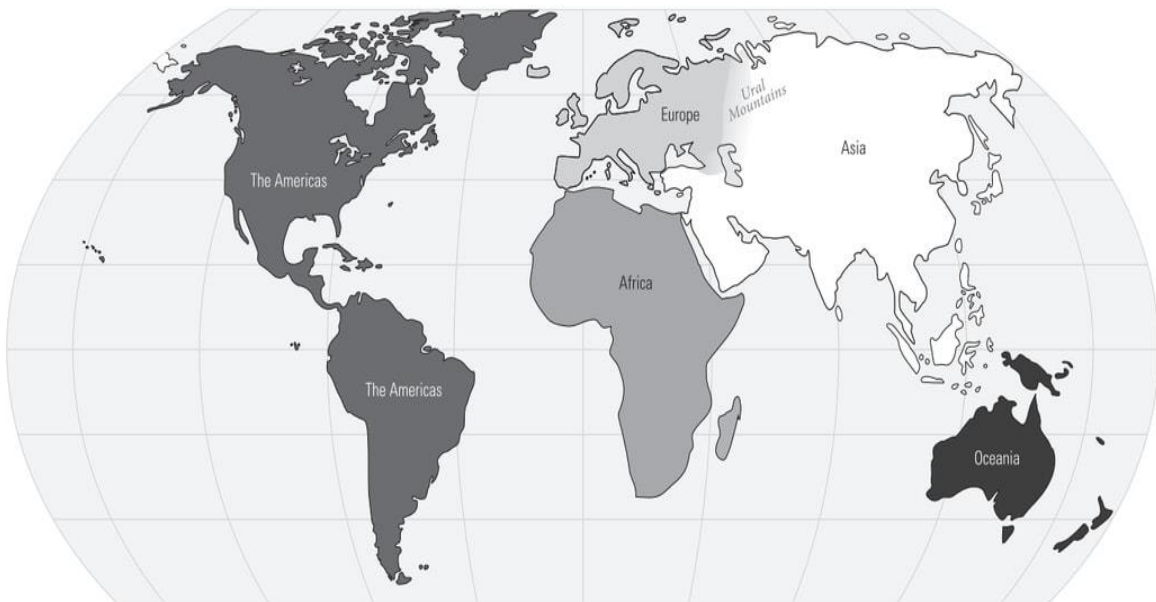 Ural
Mountains
Europe
Asia
The Americas
Africa
The Americas
Oceania